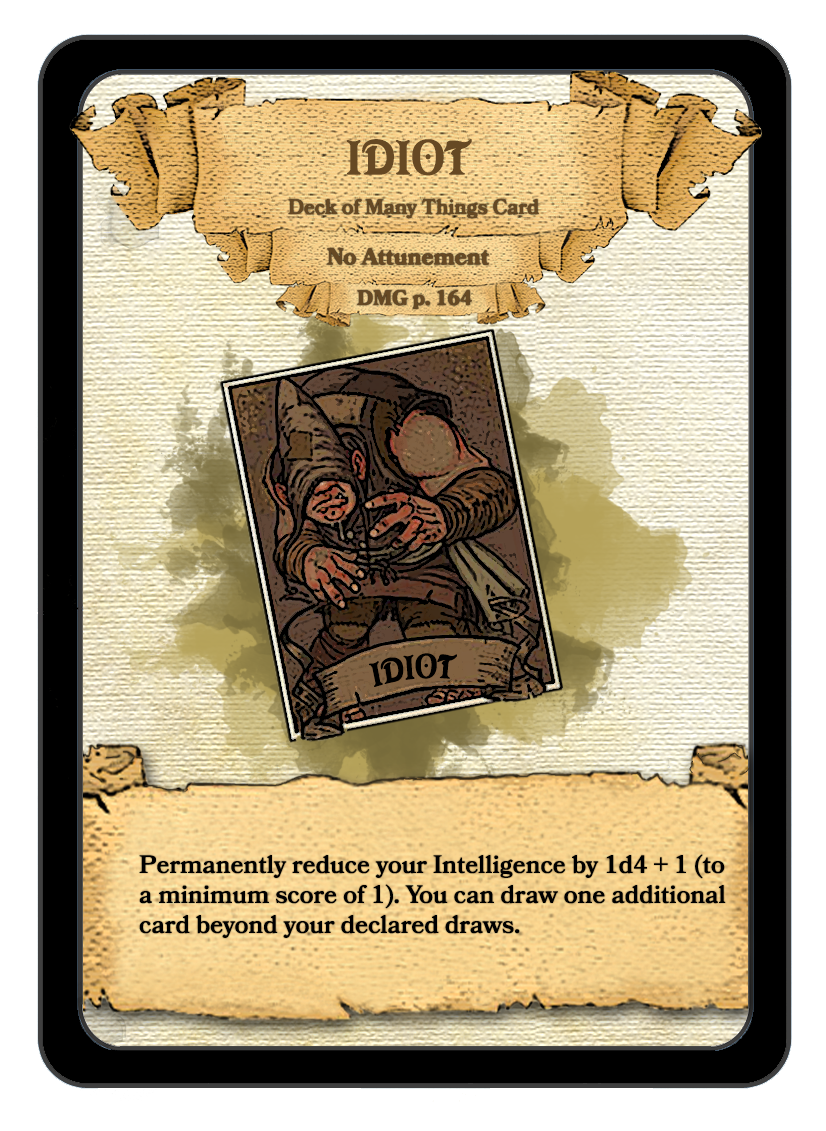 IDIOT
Deck of Many Things Card
No Attunement
DMG p. 164
IDIOT
Permanently reduce your Intelligence by 1d4 + 1 (to
a minimum score of 1). You can draw one additional
card beyond your declared draws.